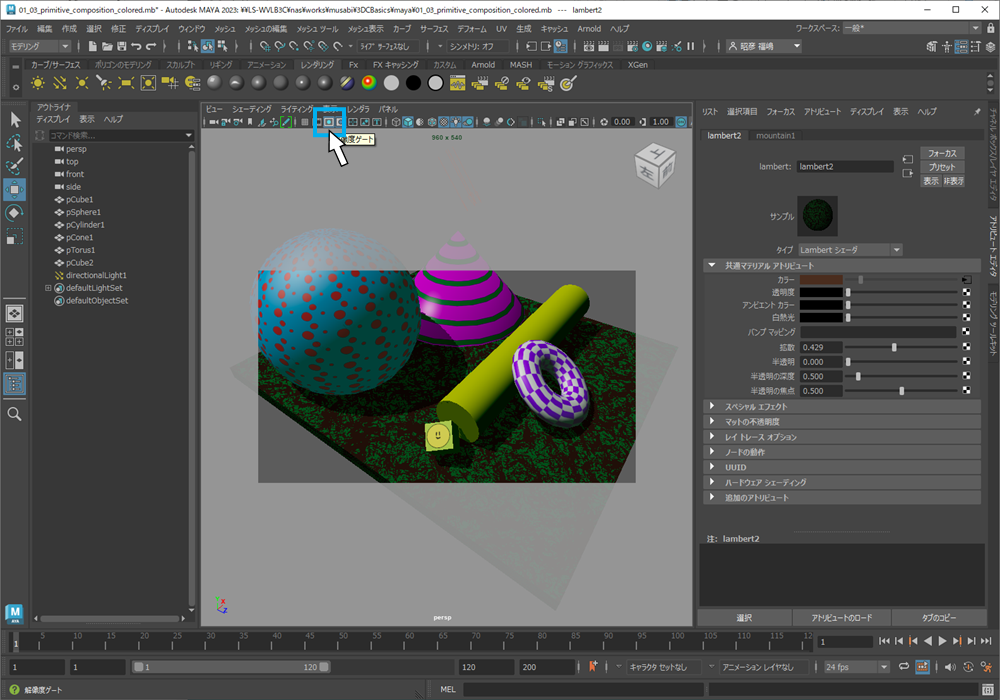 01_03_primitive_composition_colored.mb* - Autodesk MAYA 2023: \\LS-WVLB3C\nas\works\musabi\3DCBasics\maya\01_03_primitive_composition_colored.mb --- lambert2
ファイル 編集 作成 選択 修正 ディスプレイ ウィンドウ メッシュ メッシュの編集 メッシュ ツール メッシュ表示 カーブ サーフェス デフォーム UV 生成 キャッシュ Arnold ヘルプ ワークスペース: 一般*
モデリング ライブ サーフェスなし シンメトリ: オフ 昭彦 福嶋
カーブ/サーフェス ポリゴンのモデリング スカルプト リギング アニメーション レンダリング Fx FX キャッシング カスタム Arnold MASH モーション グラフィックス XGen
アウトライナ
ディスプレイ 表示 ヘルプ
コマンド検索...
persp
top
front
side
pCube1
pSphere1
pCylinder1
pCone1
pTorus1
pCube2
directionalLight1
defaultLightSet
defaultObjectSet
ビュー シェーディング ライティング 表示 レンダラ パネル
0.00 1.00
像度ゲート
960 x 540
persp
リスト 選択項目 フォーカス アトリビュート ディスプレイ 表示 ヘルプ
lambert2 mountain1
lambert: lambert2
フォーカス
プリセット
表示 非表示
サンプル
タイプ Lambert シェーダ
共通マテリアル アトリビュート
カラー
透明度
アンビエント カラー
白熱光
バンプ マッピング
拡散 0.429
半透明 0.000
半透明の深度 0.500
半透明の焦点 0.500
スペシャル エフェクト
マットの不透明度
レイ トレース オプション
ノードの動作
UUID
ハードウェア シェーディング
追加のアトリビュート
注: lambert2
選択 アトリビュートのロード タブのコピー
チャネル ボックス/レイヤ エディタ
アトリビュート エディタ
モデリング ツールキット
1 5 10 15 20 25 30 35 40 45 50 55 60 65 70 75 80 85 90 95 100 105 110 115 12 1
1 1 1 120 120 200 キャラクタ セットなし アニメーション レイヤなし 24 fps
解像度ゲート MEL